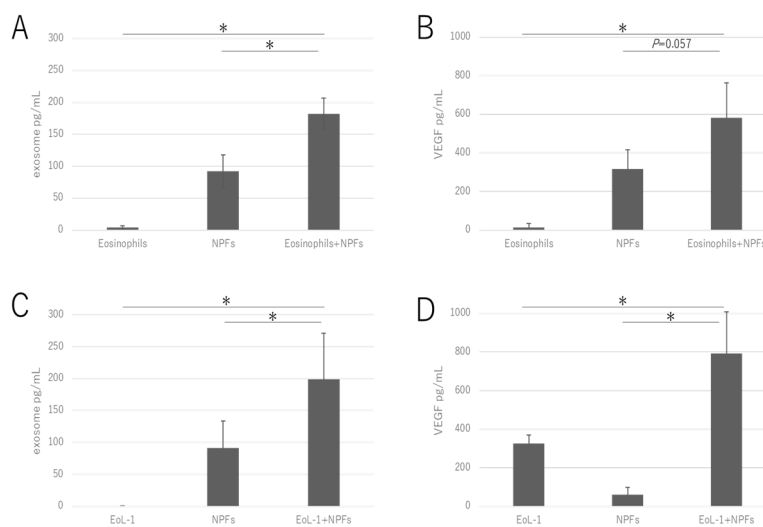 A
exosome pg/mL
300
250
200
150
100
50
0
*
*
Eosinophils NPFs Eosinophils+NPFs
B
VEGF pg/mL
1000
800
600
400
200
0
*
P=0.057
Eosinophils NPFs Eosinophils+NPFs
C
exosome pg/mL
300
250
200
150
100
50
0
*
*
EoL-1 NPFs EoL-1+NPFs
D
VEGF pg/mL
1000
800
600
400
200
0
*
*
EoL-1 NPFs EoL-1+NPFs